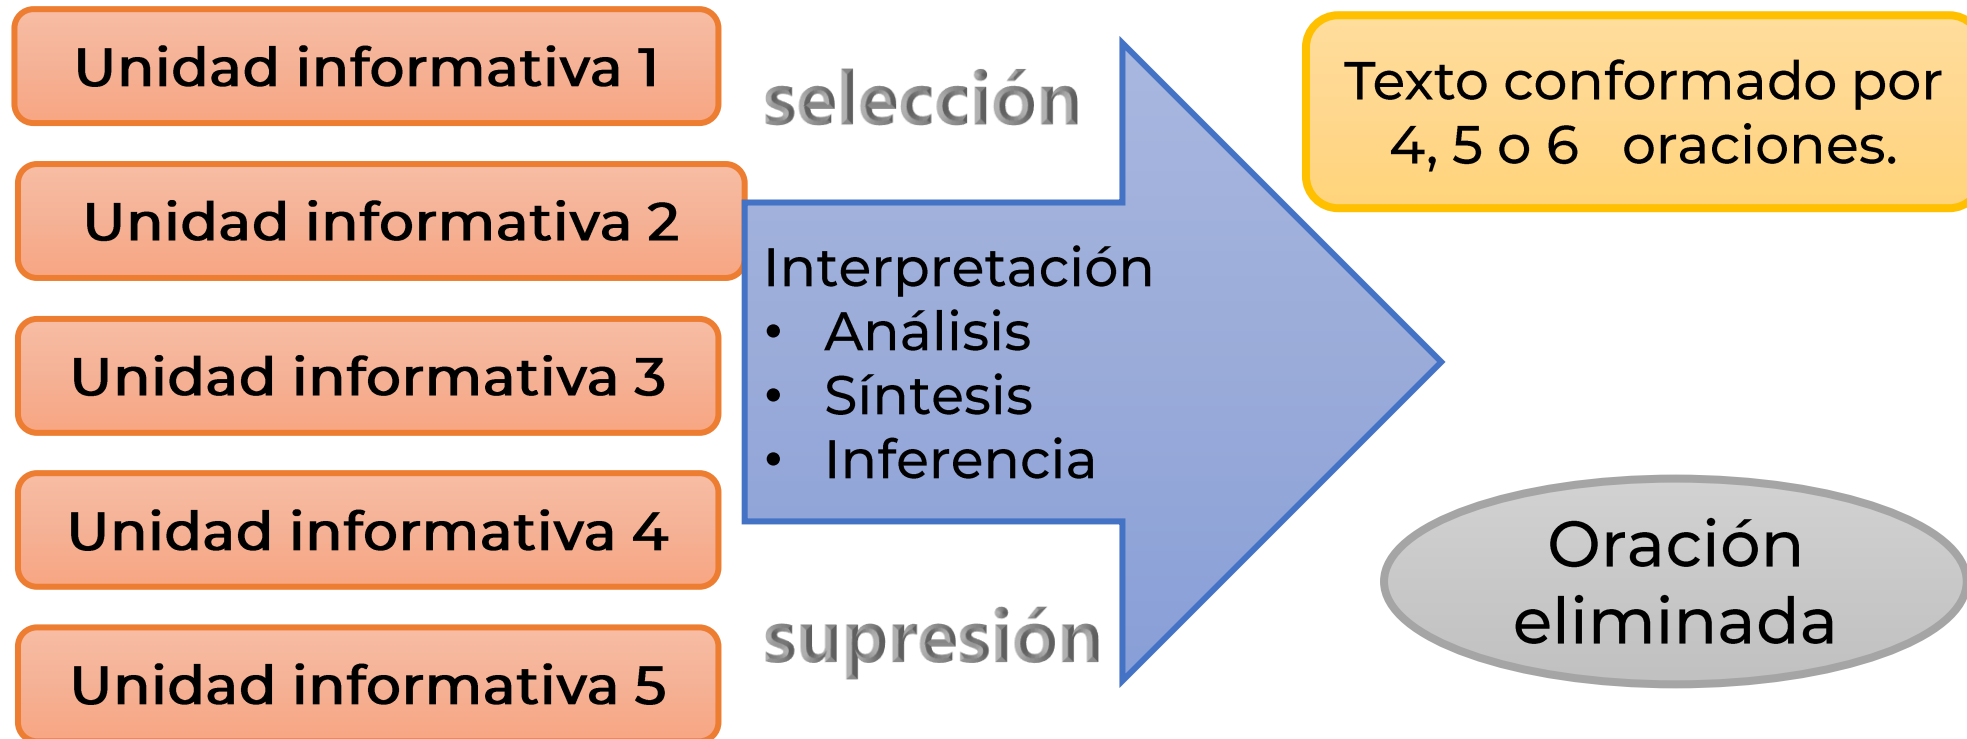 Unidad informativa 1
Unidad informativa 2
Unidad informativa 3
Unidad informativa 4
Unidad informativa 5
selección
Interpretación
• Análisis
• Síntesis
• Inferencia
supresión
Texto conformado por
4, 5 o 6 oraciones.
Oración
eliminada